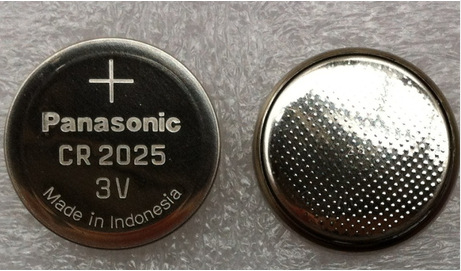 +
Panasonic
CR 2025
3V
Made in Indonesia